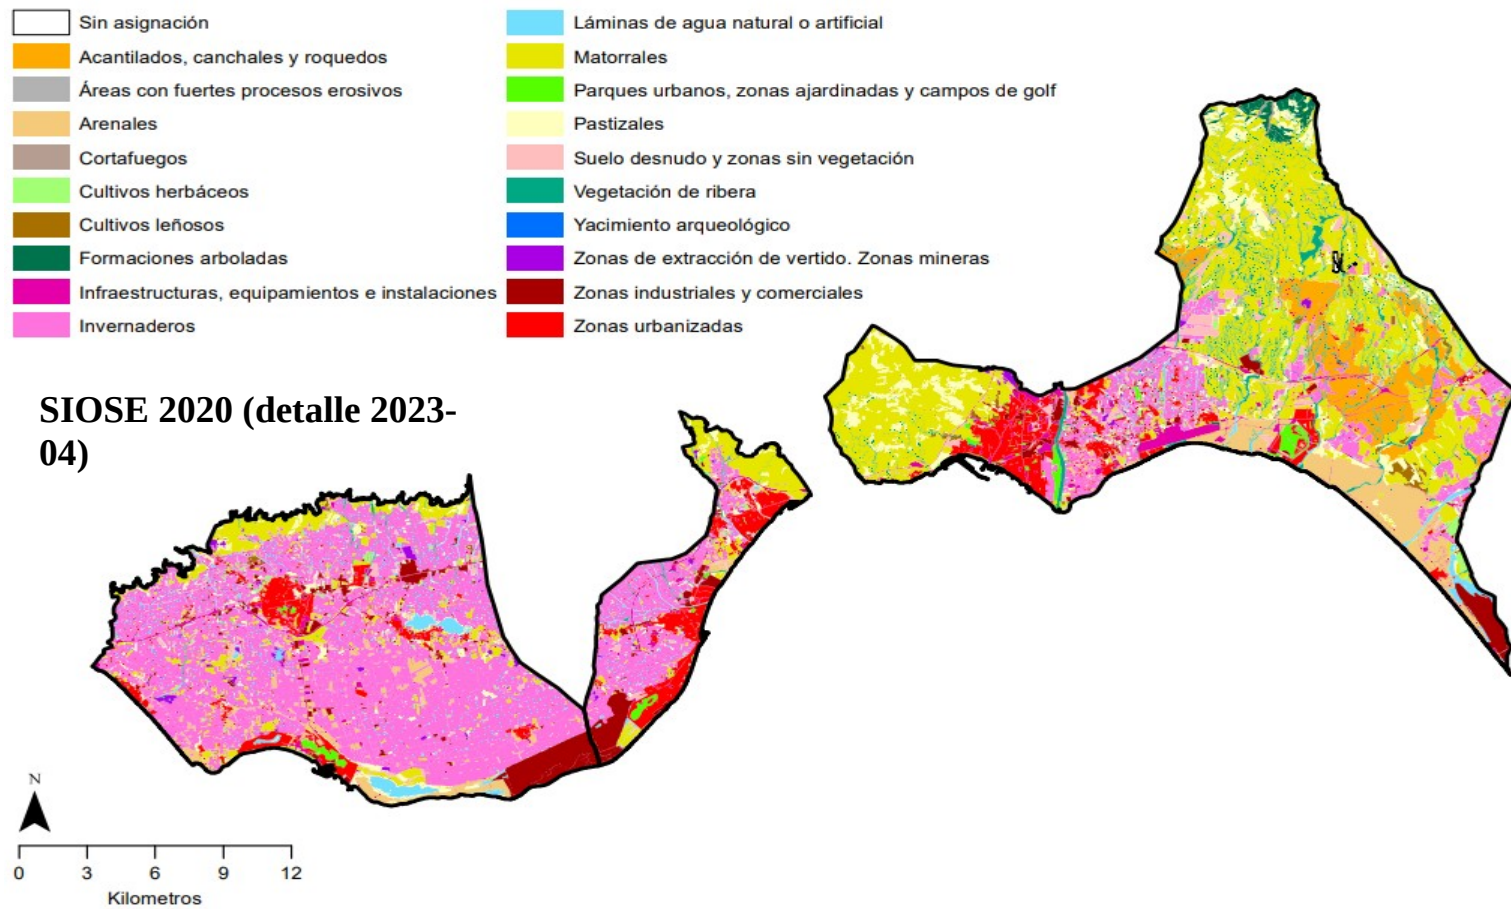 Sin asignación
Acantilados, canchales y roquedos
Áreas con fuertes procesos erosivos
Arenales
Cortafuegos
Cultivos herbáceos
Cultivos leñosos
Formaciones arboladas
Infraestructuras, equipamientos e instalaciones
Invernaderos
Láminas de agua natural o artificial
Matorrales
Parques urbanos, zonas ajardinadas y campos de golf
Pastizales
Suelo desnudo y zonas sin vegetación
Vegetación de ribera
Yacimiento arqueológico
Zonas de extracción de vertido. Zonas mineras
Zonas industriales y comerciales
Zonas urbanizadas
SIOSE 2020 (detalle 2023-
04)
N
0 3 6 9 12
Kilometros